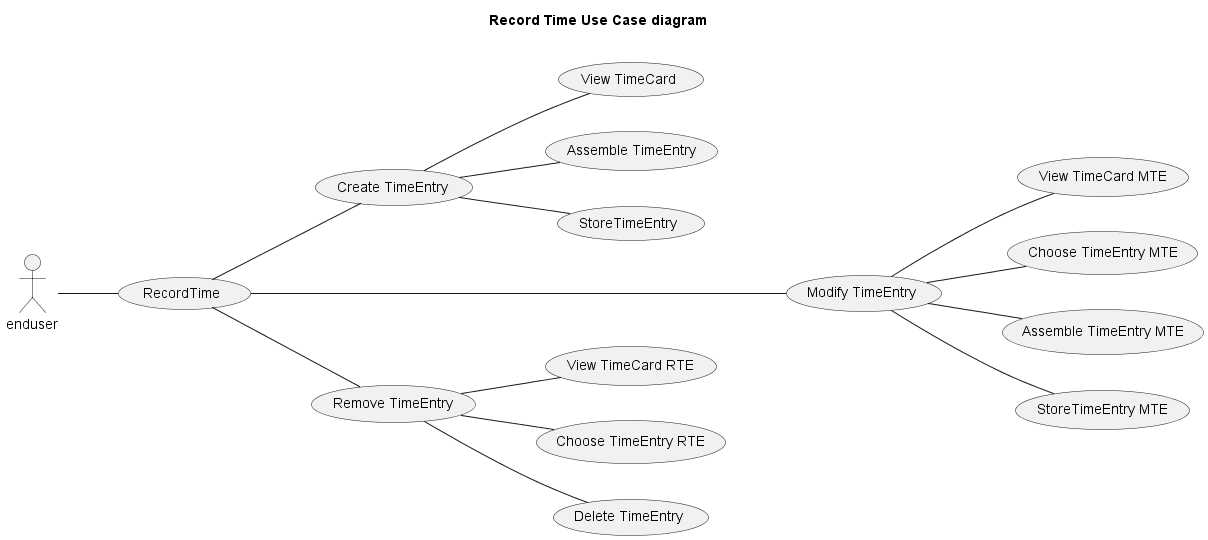 Record Time Use Case diagram
View TimeCard
Assemble TimeEntry
StoreTimeEntry
Create TimeEntry
enduser
RecordTime
Modify TimeEntry
View TimeCard MTE
Choose TimeEntry MTE
Assemble TimeEntry MTE
StoreTimeEntry MTE
Remove TimeEntry
View TimeCard RTE
Choose TimeEntry RTE
Delete TimeEntry